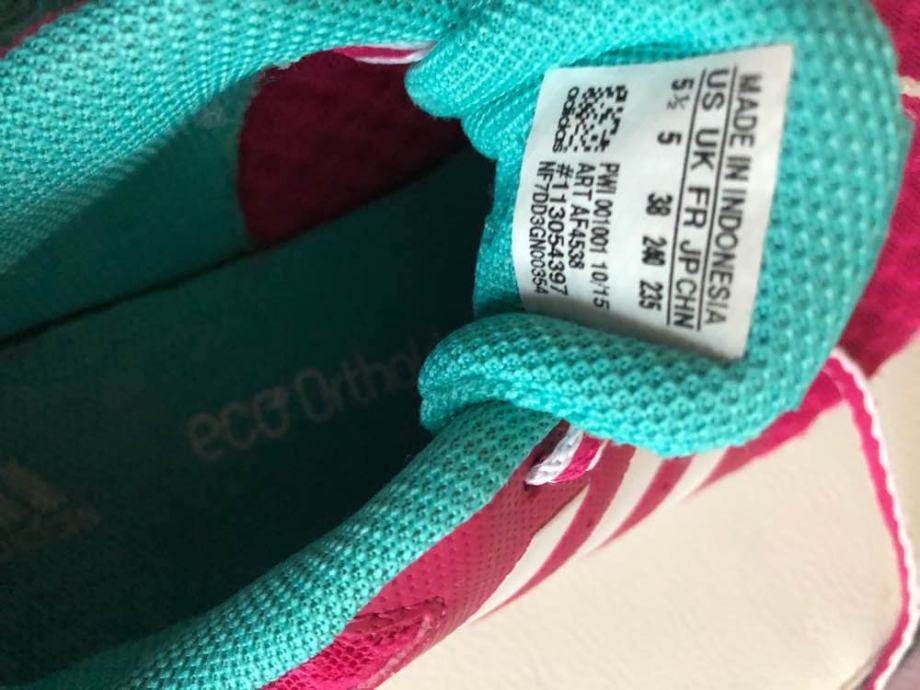 MADE IN INDONESIA
US UK FR JP CHN
5½ 5 38 240 235
adidas
PWI 001001 10/15
ART AF4538
#113054397
NF7DD3GN00354
eco Ortho